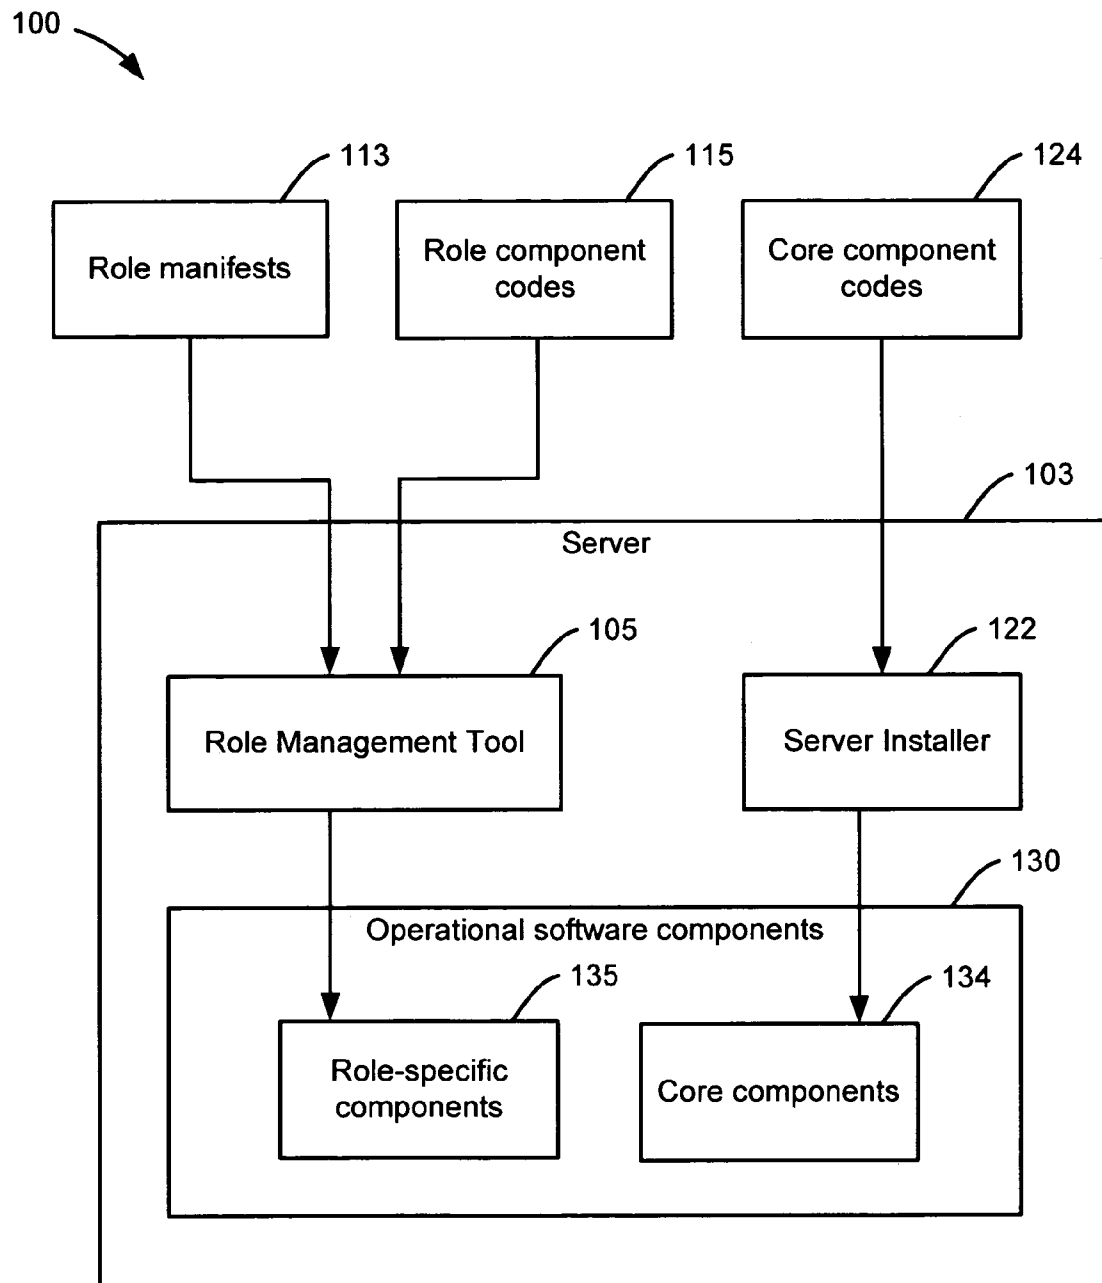 100
113
115
124
Role manifests
Role component
codes
Core component
codes
103
Server
105
122
Role Management Tool
Server Installer
130
Operational software components
135
134
Role-specific
components
Core components